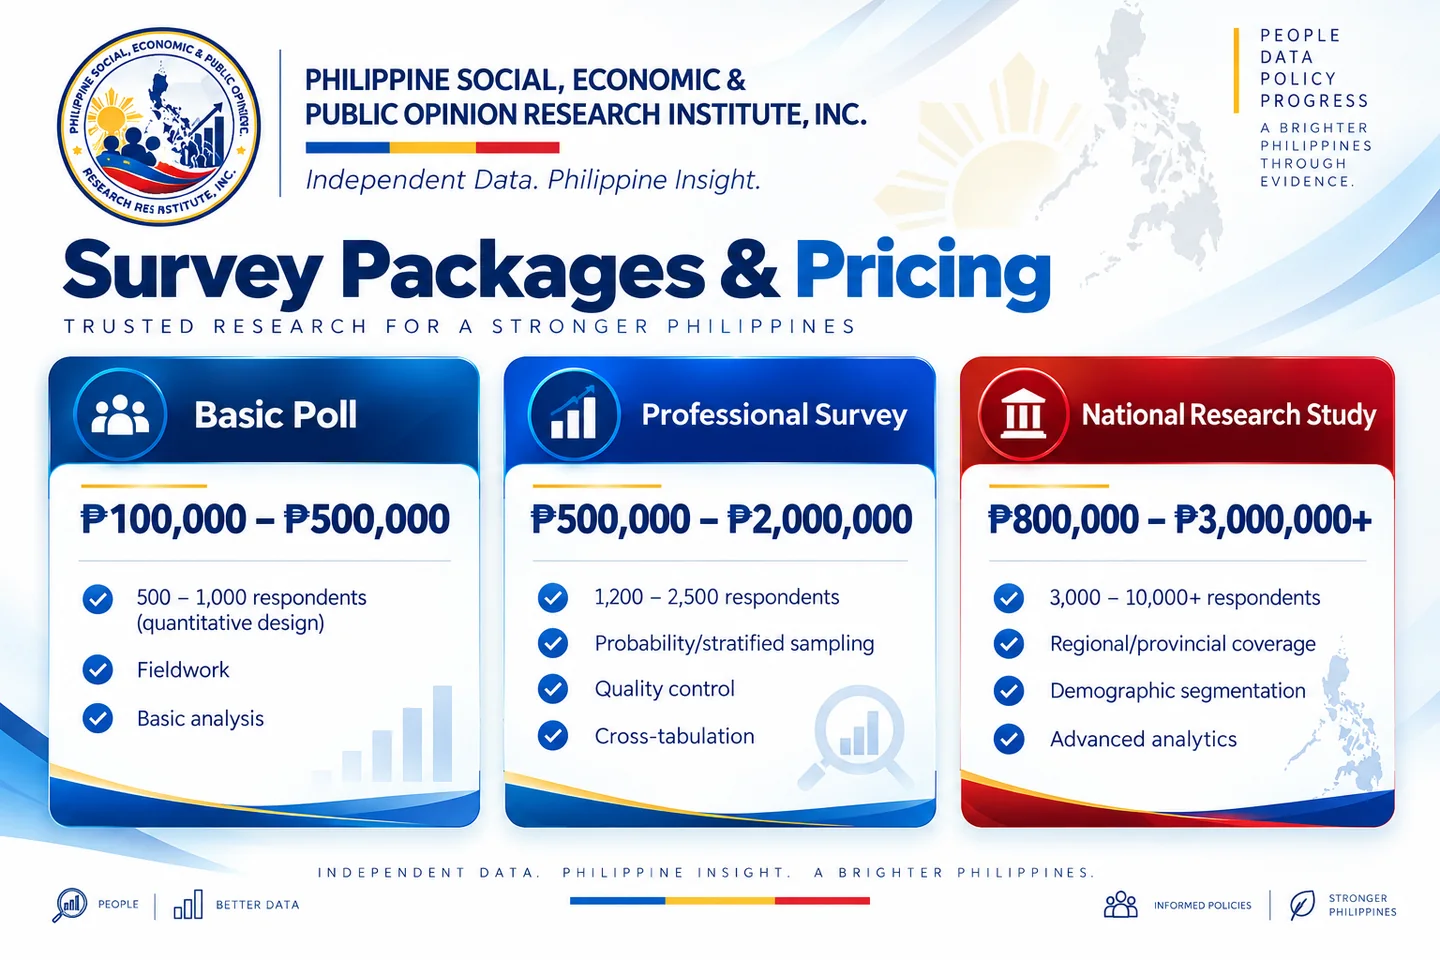 PHILIPPINE SOCIAL, ECONOMIC & PUBLIC OPINION
RESEARCH INSTITUTE, INC.
PHILIPPINE SOCIAL, ECONOMIC &
PUBLIC OPINION RESEARCH INSTITUTE, INC.
Independent Data. Philippine Insight.
PEOPLE
DATA
POLICY
PROGRESS
A BRIGHTER
PHILIPPINES
THROUGH
EVIDENCE.
Survey Packages & Pricing
TRUSTED RESEARCH FOR A STRONGER PHILIPPINES
Basic Poll
₱100,000 – ₱500,000
500 – 1,000 respondents
(quantitative design)
Fieldwork
Basic analysis
Professional Survey
₱500,000 – ₱2,000,000
1,200 – 2,500 respondents
Probability/stratified sampling
Quality control
Cross-tabulation
National Research Study
₱800,000 – ₱3,000,000+
3,000 – 10,000+ respondents
Regional/provincial coverage
Demographic segmentation
Advanced analytics
INDEPENDENT DATA. PHILIPPINE INSIGHT. A BRIGHTER PHILIPPINES.
PEOPLE
BETTER DATA
INFORMED POLICIES
STRONGER
PHILIPPINES